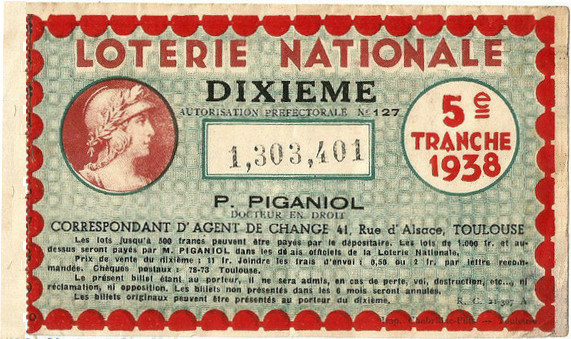 LOTERIE NATIONALE
DIXIEME
AUTORISATION PREFECTORALE No 127
5e
TRANCHE
1938
1,303,401
P. PIGANIOL
DOCTEUR EN DROIT
CORRESPONDANT D'AGENT DE CHANGE 41, Rue d'Alsace, TOULOUSE
Les lots jusqu'à 500 francs peuvent être payés par le dépositaire. Les lots de 1.000 fr. et au-
dessus seront payés par M. PIGANIOL dans les délais officiels de la Loterie Nationale,
Prix de vente du dixième : 11 fr. Joindre les frais d'envoi : 0,50 ou 2 fr. par lettre recom-
mandée. Chèques postaux : 78-73 Toulouse.
Le présent billet étant au porteur, il ne sera admis, en cas de perte, vol, destruction, etc..., ni
réclamation, ni opposition. Les billets non présentés dans les 6 mois seront annulés.
Les billets originaux peuvent être présentés au porteur du dixième.
R. C. 21-307 A
Imp. Toulouse